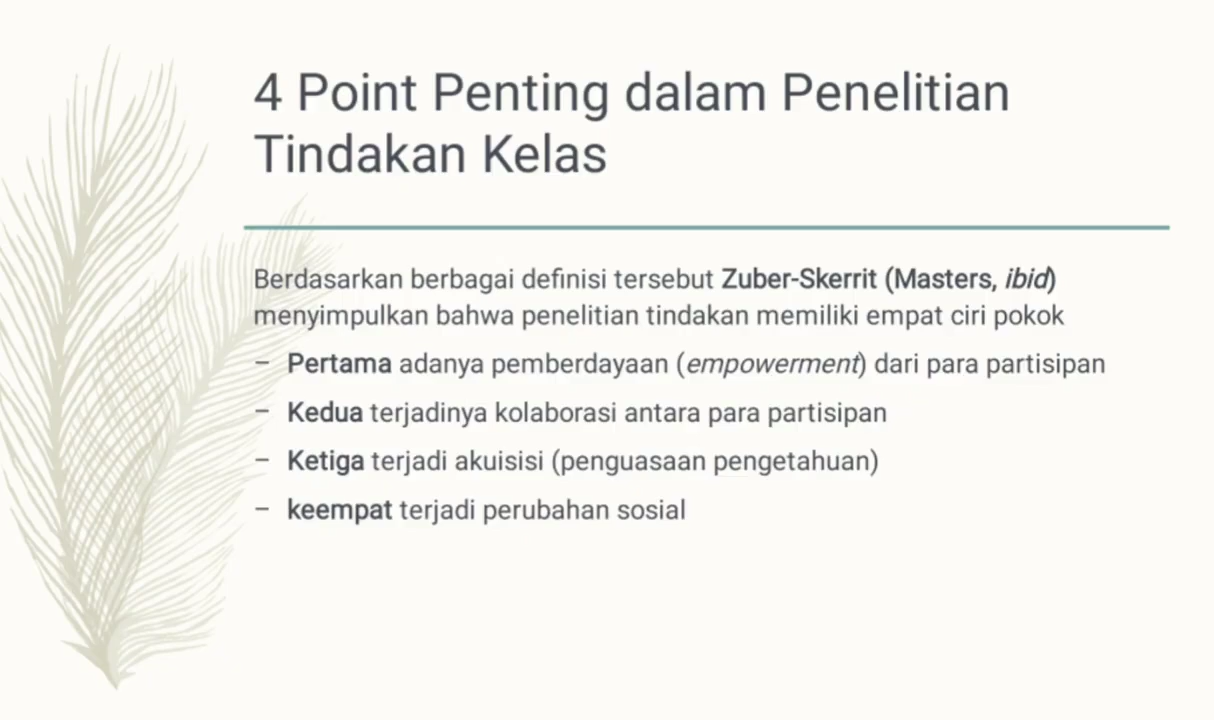 4 Point Penting dalam Penelitian
Tindakan Kelas
Berdasarkan berbagai definisi tersebut Zuber-Skerrit (Masters, ibid)
menyimpulkan bahwa penelitian tindakan memiliki empat ciri pokok
– Pertama adanya pemberdayaan (empowerment) dari para partisipan
– Kedua terjadinya kolaborasi antara para partisipan
– Ketiga terjadi akuisisi (penguasaan pengetahuan)
– keempat terjadi perubahan sosial